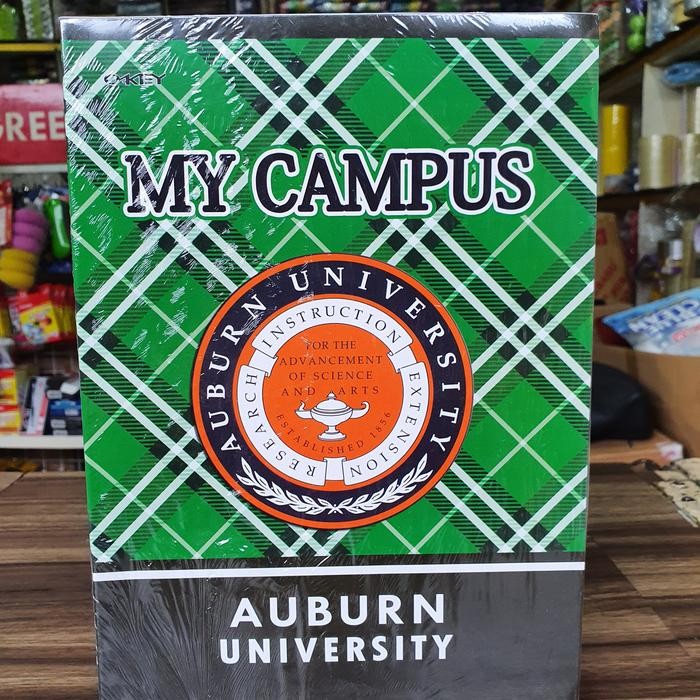 O-KEY
GREE
MY CAMPUS
AUBURN UNIVERSITY
INSTRUCTION
RESEARCH
EXTENSION
FOR THE
ADVANCEMENT
OF SCIENCE
AND ARTS
ESTABLISHED 1856
AUBURN
UNIVERSITY